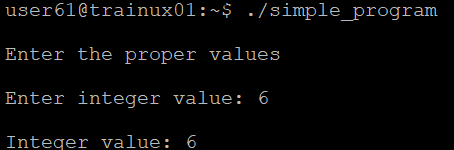 user61@trainux01:~$ ./simple_program
Enter the proper values
Enter integer value: 6
Integer value: 6